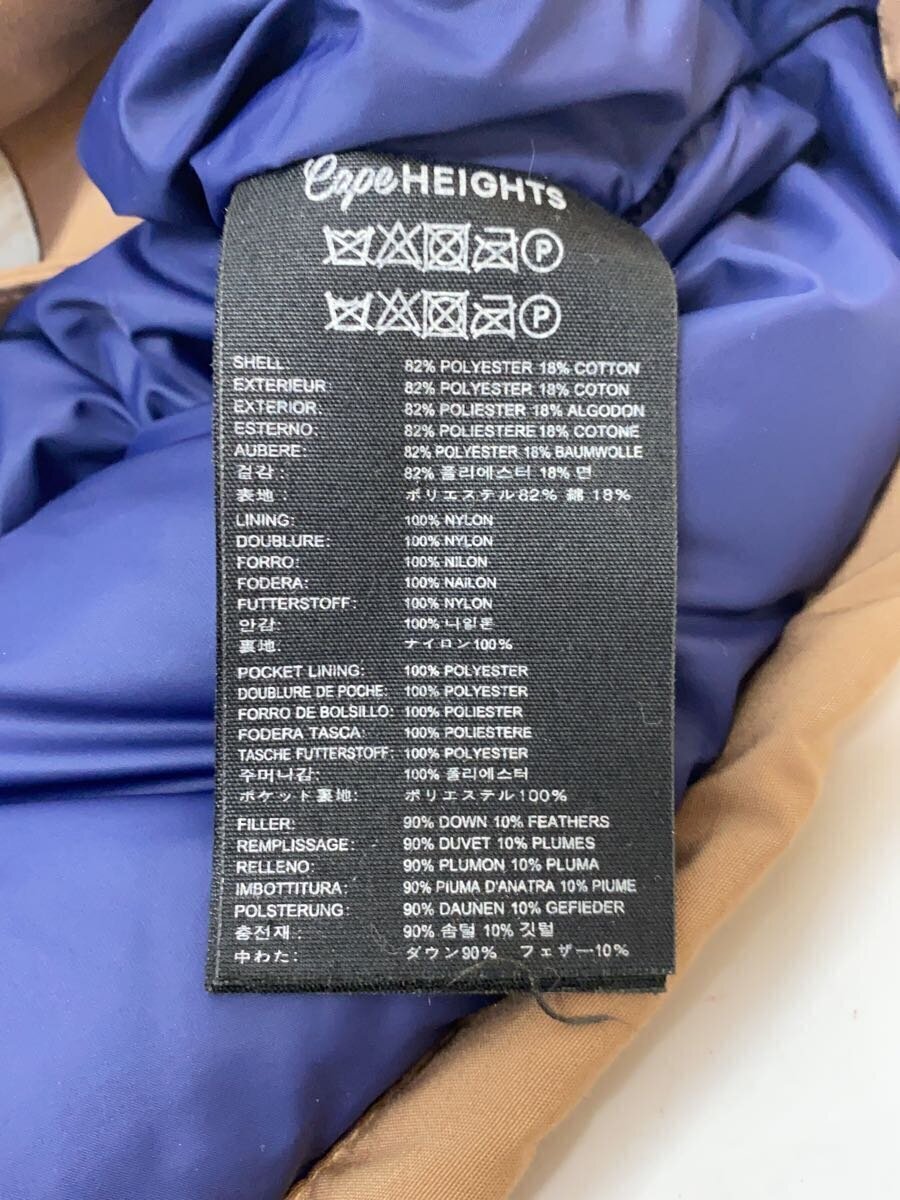 Cape HEIGHTS
P
P
SHELL: 82% POLYESTER 18% COTTON
EXTERIEUR: 82% POLYESTER 18% COTON
EXTERIOR: 82% POLIESTER 18% ALGODON
ESTERNO: 82% POLIESTERE 18% COTONE
AUBERE: 82% POLYESTER 18% BAUMWOLLE
겉감 : 82% 폴리에스터 18% 면
表地 : ポリエステル82% 綿 18%
LINING: 100% NYLON
DOUBLURE: 100% NYLON
FORRO: 100% NILON
FODERA: 100% NAILON
FUTTERSTOFF: 100% NYLON
안감: 100% 나일론
裏地: ナイロン100%
POCKET LINING: 100% POLYESTER
DOUBLURE DE POCHE: 100% POLYESTER
FORRO DE BOLSILLO: 100% POLIESTER
FODERA TASCA: 100% POLIESTERE
TASCHE FUTTERSTOFF: 100% POLYESTER
주머니감: 100% 폴리에스터
ポケット裏地: ポリエステル100%
FILLER: 90% DOWN 10% FEATHERS
REMPLISSAGE: 90% DUVET 10% PLUMES
RELLENO: 90% PLUMON 10% PLUMA
IMBOTTITURA: 90% PIUMA D'ANATRA 10% PIUME
POLSTERUNG: 90% DAUNEN 10% GEFIEDER
충전재 : 90% 솜털 10% 깃털
中わた: ダウン90% フェザー10%